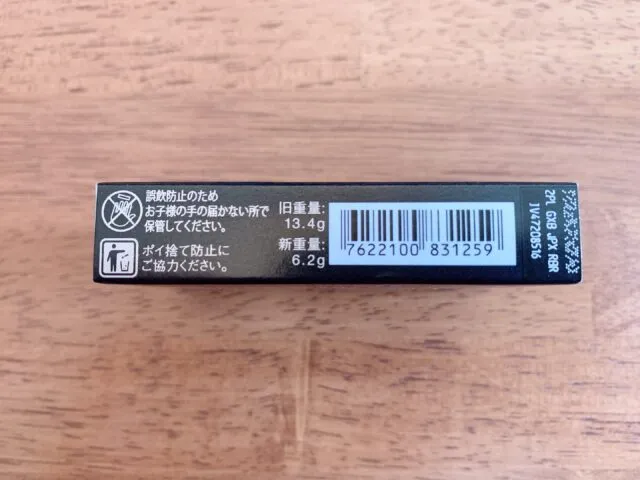 誤飲防止のため
お子様の手の届かない所で
保管してください。
ポイ捨て防止に
ご協力ください。
旧重量:
13.4g
新重量:
6.2g
7622100 831259
2PL GXB JPX RBR
1V47208516